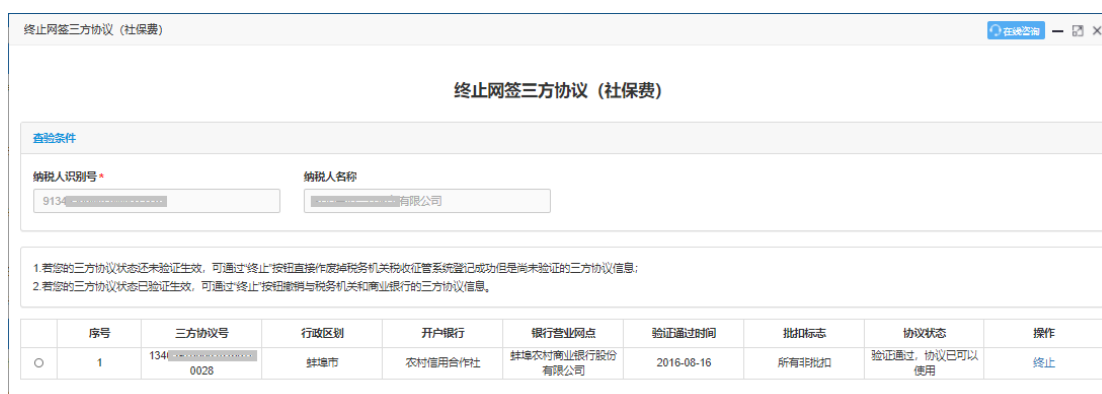 终止网签三方协议（社保费）
在线咨询
终止网签三方协议（社保费）
查验条件
纳税人识别号*
纳税人名称
9134
有限公司
1.若您的三方协议状态还未验证生效，可通过“终止”按钮直接作废掉税务机关税收征管系统登记成功但是尚未验证的三方协议信息；
2.若您的三方协议状态已验证生效，可通过“终止”按钮撤销与税务机关和商业银行的三方协议信息。
序号 三方协议号 行政区划 开户银行 银行营业网点 验证通过时间 批扣标志 协议状态 操作
1 134 0028 蚌埠市 农村信用合作社 蚌埠农村商业银行股份有限公司 2016-08-16 所有非批扣 验证通过，协议已可以使用 终止